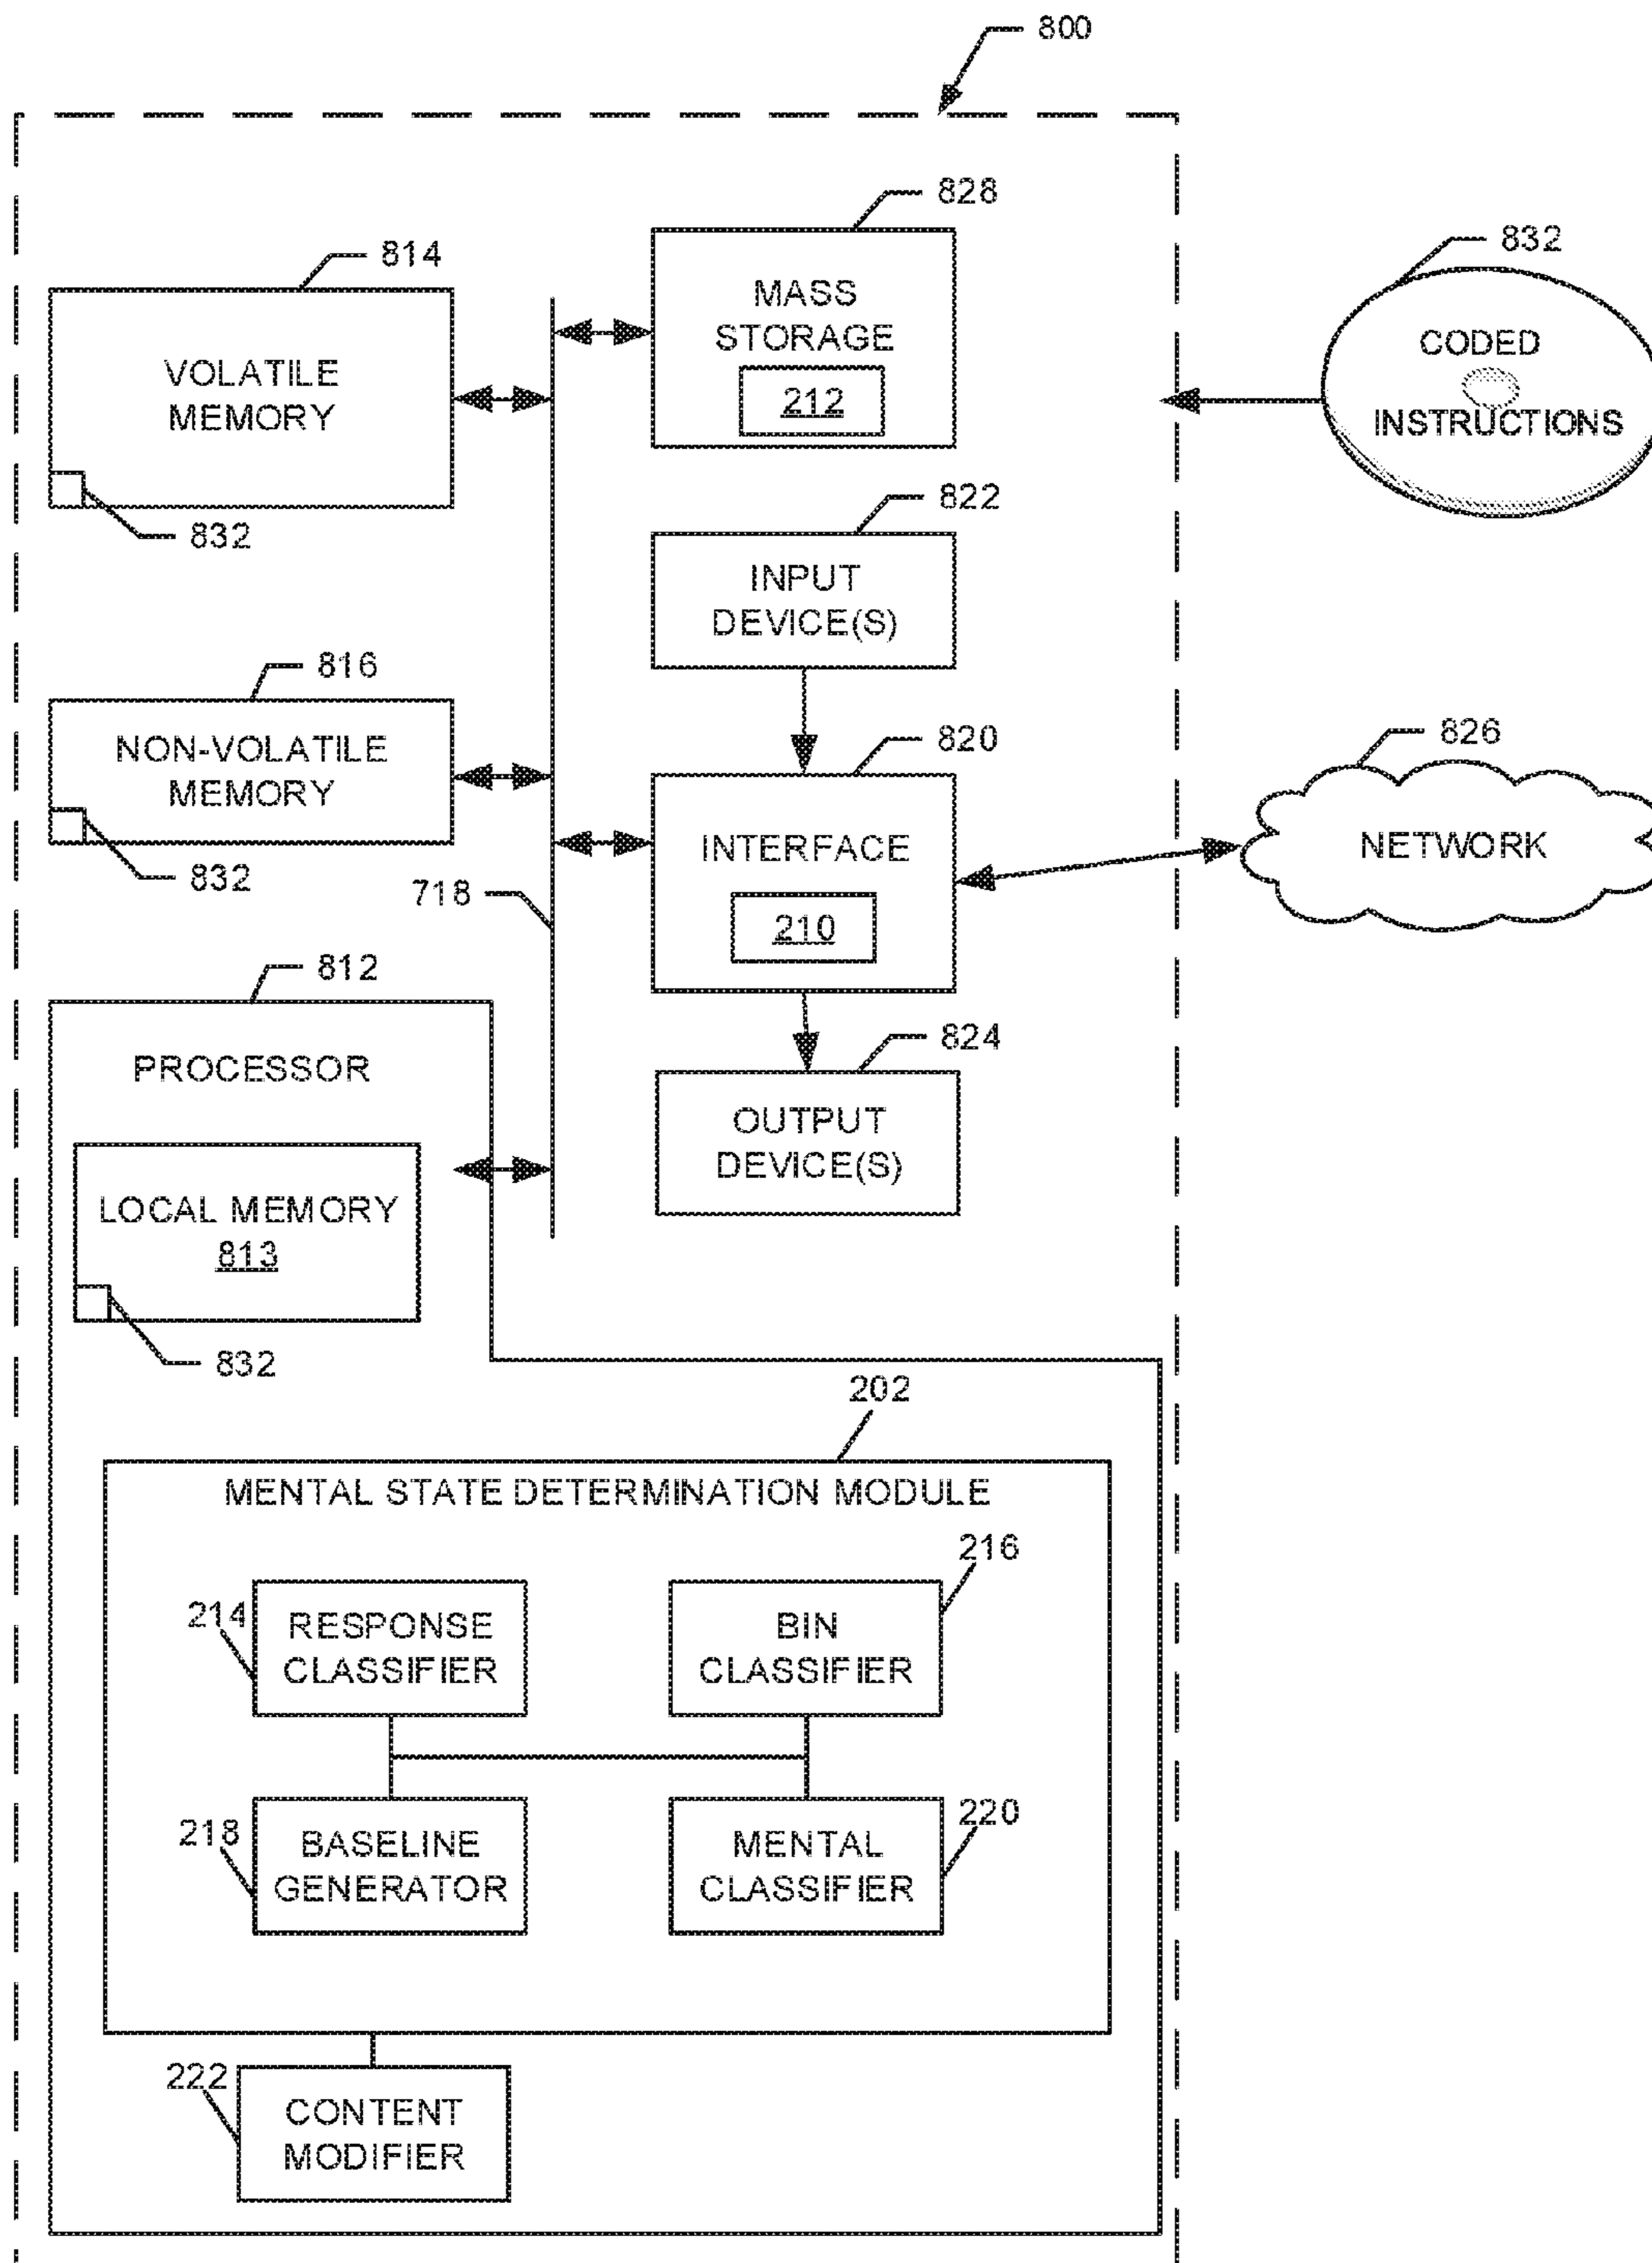 800
828
814
832
MASS
STORAGE
212
VOLATILE
MEMORY
CODED
INSTRUCTIONS
832
822
INPUT
DEVICE(S)
816
820
826
NON-VOLATILE
MEMORY
INTERFACE
210
NETWORK
832
718
812
824
PROCESSOR
OUTPUT
DEVICE(S)
LOCAL MEMORY
813
832
202
MENTAL STATE DETERMINATION MODULE
216
214
RESPONSE
CLASSIFIER
BIN
CLASSIFIER
218
BASELINE
GENERATOR
220
MENTAL
CLASSIFIER
222
CONTENT
MODIFIER